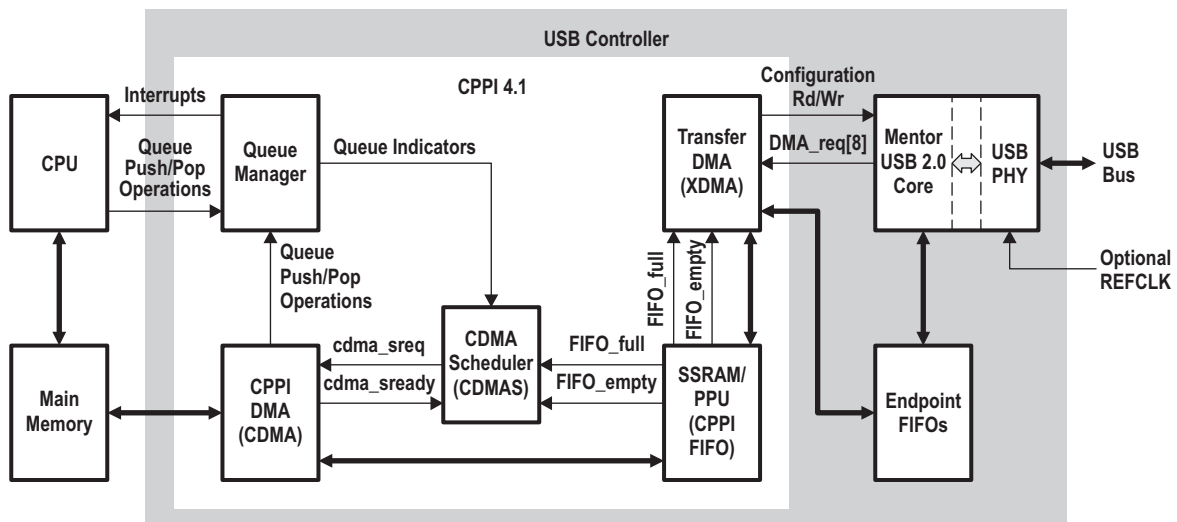 USB Controller
CPPI 4.1
Interrupts
CPU
Queue
Push/Pop
Operations
Queue
Manager
Queue Indicators
Transfer
DMA
(XDMA)
Configuration
Rd/Wr
DMA_req[8]
Mentor
USB 2.0
Core
USB
PHY
USB
Bus
Queue
Push/Pop
Operations
FIFO_full
FIFO_empty
Optional
REFCLK
Main
Memory
CPPI
DMA
(CDMA)
cdma_sreq
cdma_sready
CDMA
Scheduler
(CDMAS)
FIFO_full
FIFO_empty
SSRAM/
PPU
(CPPI
FIFO)
Endpoint
FIFOs